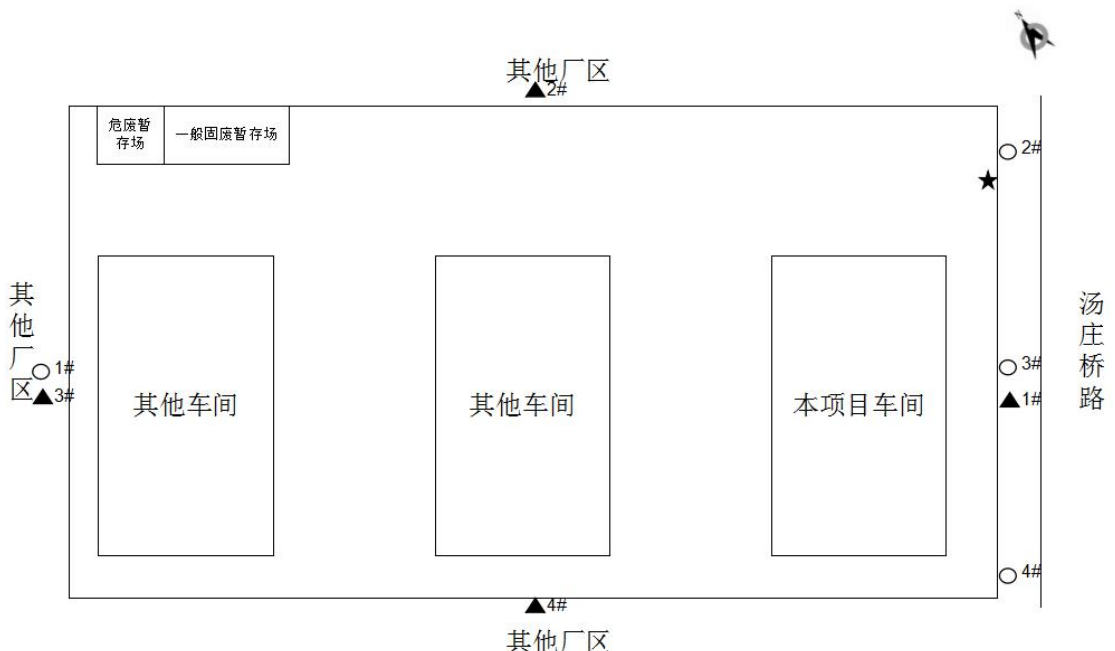 N
其他厂区
▲2#
危废暂
存场
一般固废暂存场
○2#
★
其他厂区
○1#
▲3#
其他车间
其他车间
本项目车间
○3#
▲1#
汤庄桥路
○4#
▲4#
其他厂区